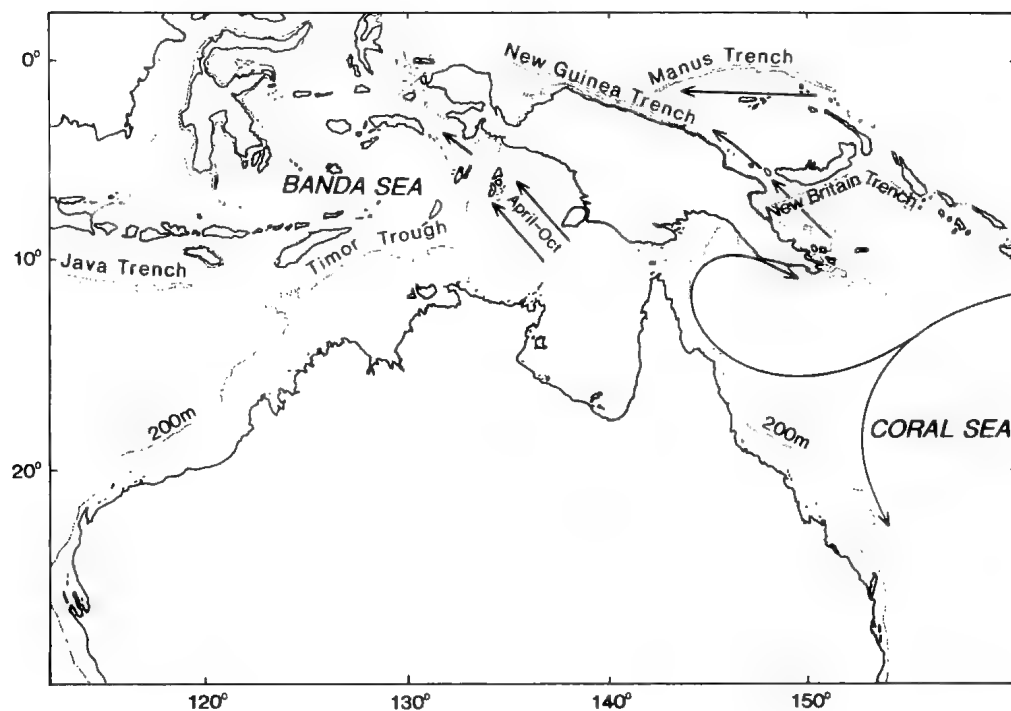 0°
New Guinea Trench
Manus Trench
BANDA SEA
April-Oct
New Britain Trench
Timor Trough
10°
Java Trench
200m
200m
CORAL SEA
20°
120°
130°
140°
150°